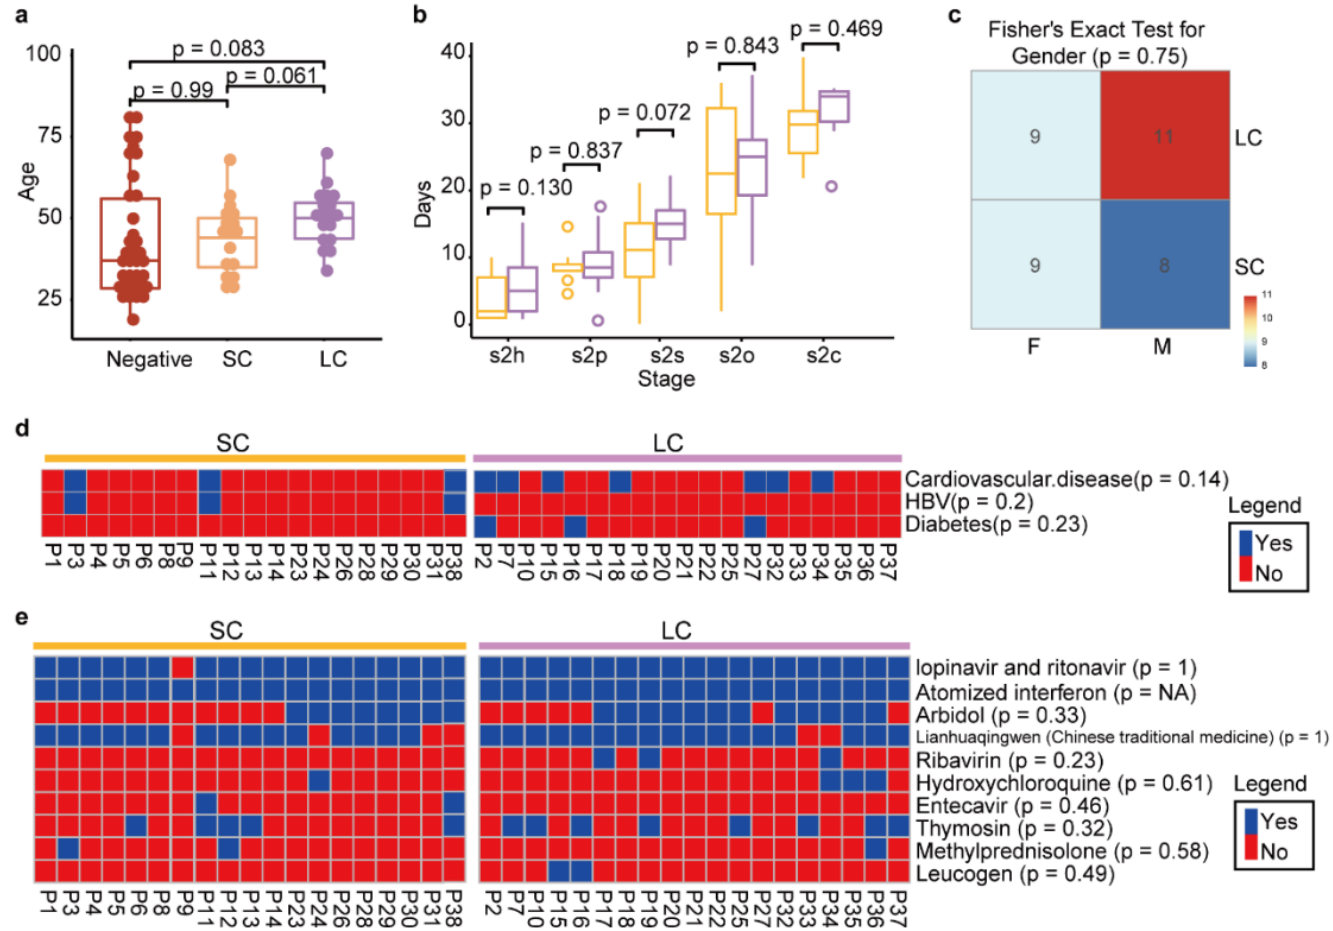 a
100
75
50
25
Age
p = 0.083
p = 0.061
p = 0.99
Negative SC LC
b
40
30
20
10
0
Days
p = 0.130
p = 0.837
p = 0.072
p = 0.843
p = 0.469
s2h s2p s2s s2o s2c
Stage
c
Fisher's Exact Test for
Gender (p = 0.75)
9 11 LC
9 8 SC
F M
11
10
9
8
d
SC LC
Cardiovascular.disease(p = 0.14)
HBV(p = 0.2)
Diabetes(p = 0.23)
P1 P3 P4 P5 P6 P8 P9 P11 P12 P13 P14 P23 P24 P26 P28 P29 P30 P31 P38
P2 P7 P10 P15 P16 P17 P18 P19 P20 P21 P22 P25 P27 P32 P33 P34 P35 P36 P37
Legend
Yes
No
e
SC LC
lopinavir and ritonavir (p = 1)
Atomized interferon (p = NA)
Arbidol (p = 0.33)
Lianhuaqingwen (Chinese traditional medicine) (p = 1)
Ribavirin (p = 0.23)
Hydroxychloroquine (p = 0.61)
Entecavir (p = 0.46)
Thymosin (p = 0.32)
Methylprednisolone (p = 0.58)
Leucogen (p = 0.49)
P1 P3 P4 P5 P6 P8 P9 P11 P12 P13 P14 P23 P24 P26 P28 P29 P30 P31 P38
P2 P7 P10 P15 P16 P17 P18 P19 P20 P21 P22 P25 P27 P32 P33 P34 P35 P36 P37
Legend
Yes
No